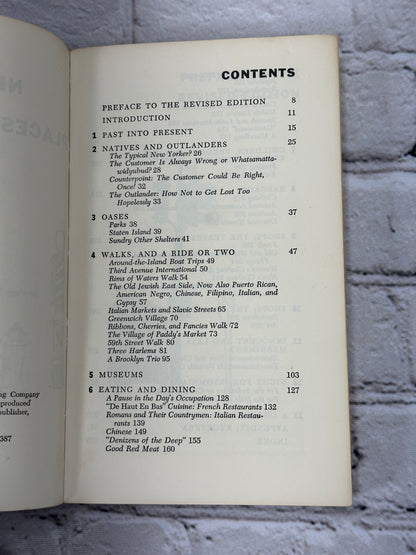 N
PLACES
ng Company
produced
publisher,
387
CONTENTS
PREFACE TO THE REVISED EDITION 8
INTRODUCTION 11
1 PAST INTO PRESENT 15
2 NATIVES AND OUTLANDERS 25
The Typical New Yorker? 26
The Customer Is Always Wrong or Whatsamatta-
widyubud? 28
Counterpoint: The Customer Could Be Right,
Once! 32
The Outlander: How Not to Get Lost Too
Hopelessly 33
3 OASES 37
Parks 38
Staten Island 39
Sundry Other Shelters 41
4 WALKS, AND A RIDE OR TWO 47
Around-the-Island Boat Trips 49
Third Avenue International 50
Rims of Waters Walk 54
The Old Jewish East Side, Now Also Puerto Rican,
American Negro, Chinese, Filipino, Italian, and
Gypsy 57
Italian Markets and Slavic Streets 65
Greenwich Village 70
Ribbons, Cherries, and Fancies Walk 72
The Village of Paddy's Market 73
59th Street Walk 80
Three Harlems 81
A Brooklyn Trio 95
5 MUSEUMS 103
6 EATING AND DINING 127
A Pause in the Day's Occupation 128
"De Haut En Bas" Cuisine: French Restaurants 132
Romans and Their Countrymen: Italian Restau-
rants 139
Chinese 149
"Denizens of the Deep" 155
Good Red Meat 160